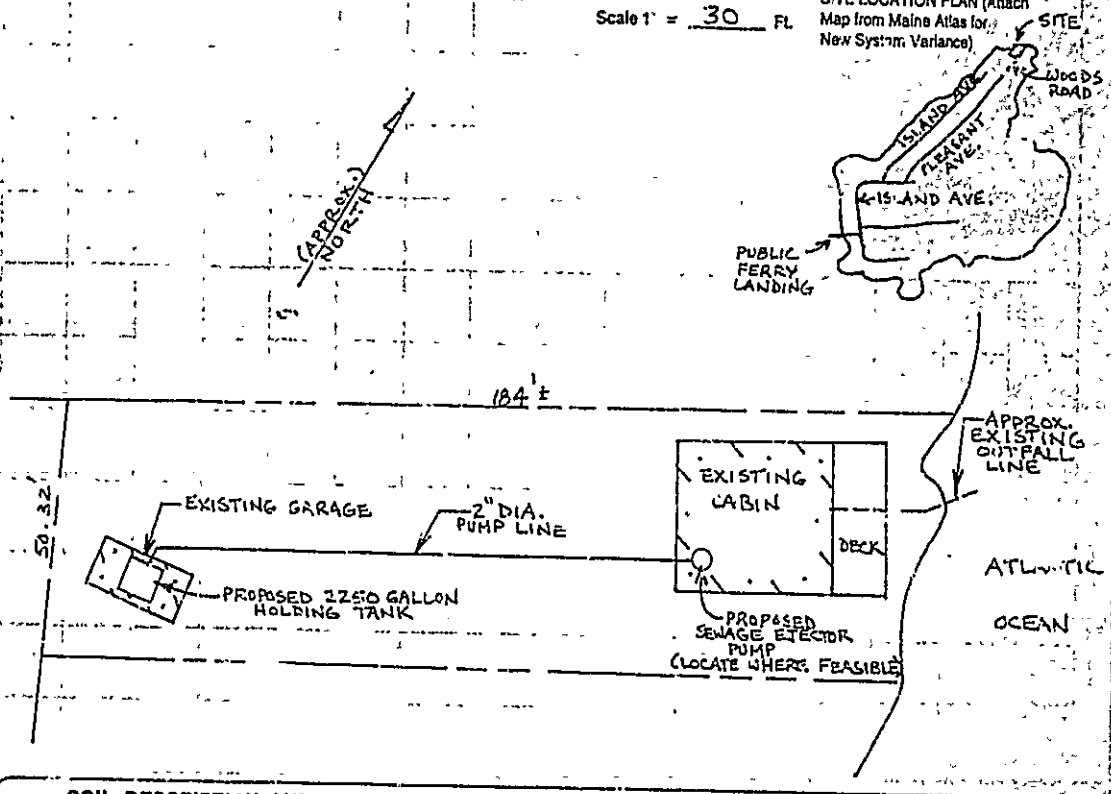 Scale 1" = 30 Ft.
SITE LOCATION PLAN (Attach
Map from Maine Atlas for
New System Variance)
SITE
WOODS
ROAD
ISLAND AVE
PLEASANT
AVE.
ISLAND AVE.
PUBLIC
FERRY
LANDING
(APPROX.)
NORTH
184'±
50.32'
EXISTING GARAGE
2" DIA.
PUMP LINE
PROPOSED 2250 GALLON
HOLDING TANK
EXISTING
CABIN
DECK
PROPOSED
SEWAGE EJECTOR
PUMP
(LOCATE WHERE FEASIBLE)
APPROX.
EXISTING
OUTFALL
LINE
ATLANTIC
OCEAN
SOIL DESCRIPTION